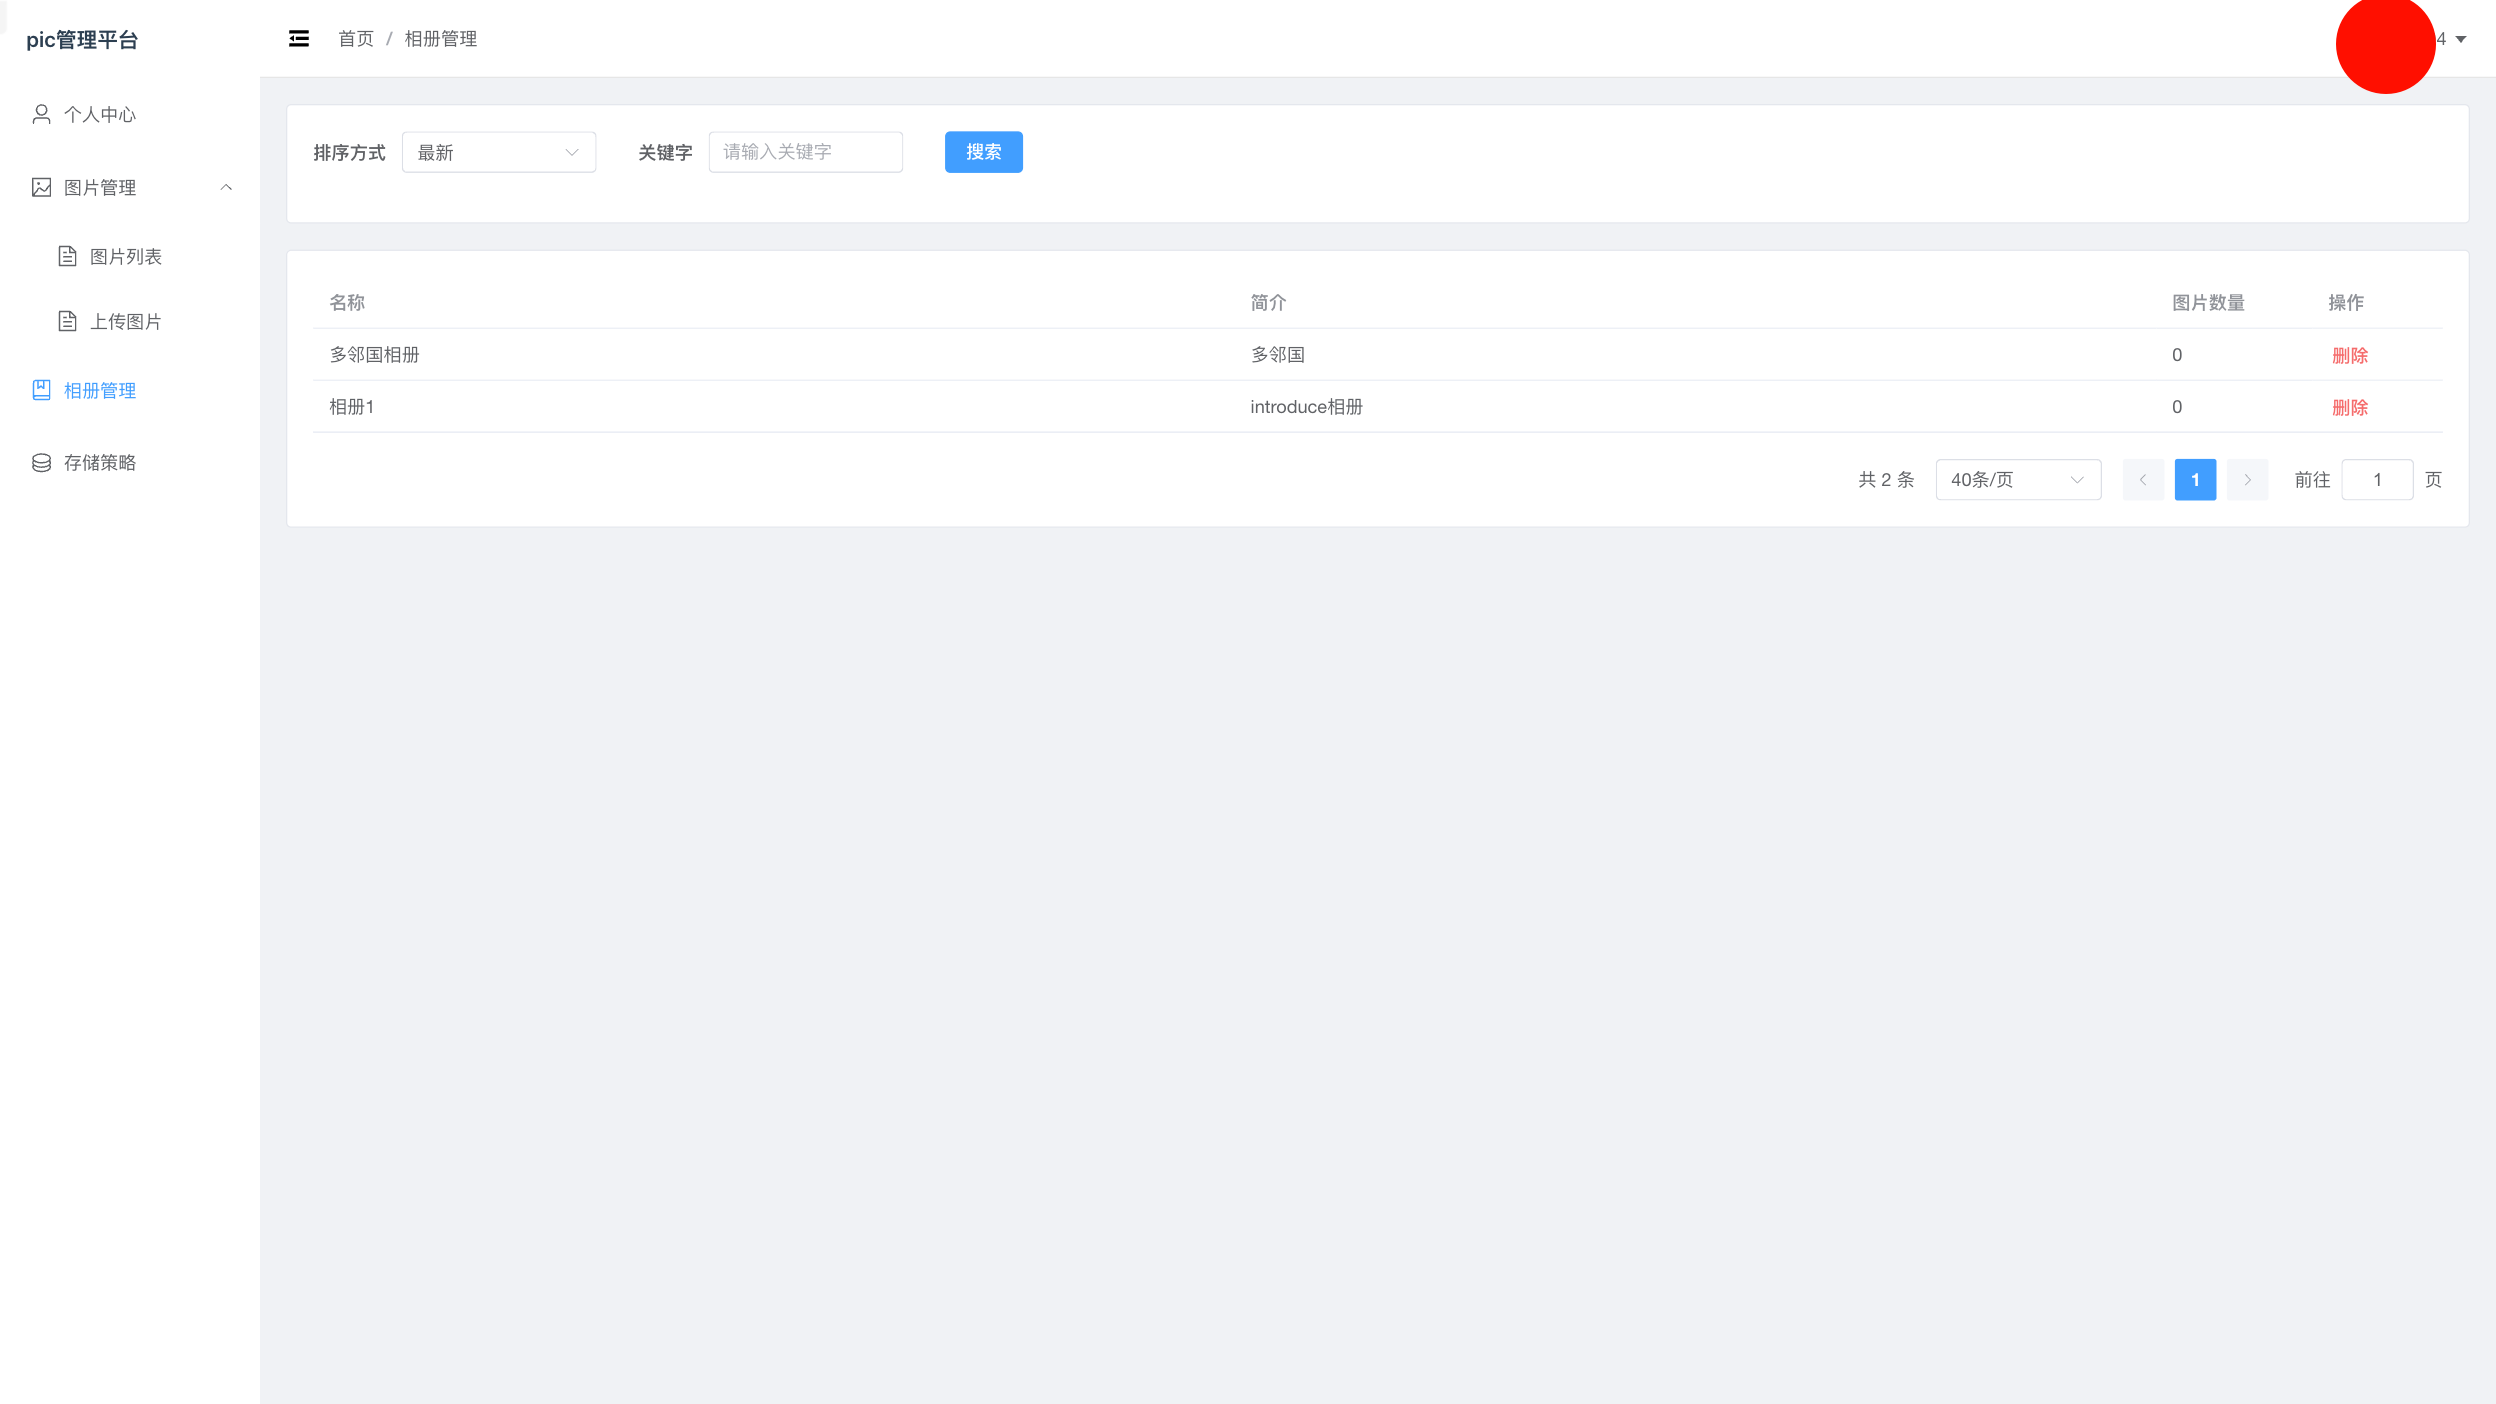 pic管理平台
首页 / 相册管理
4
个人中心
图片管理
图片列表
上传图片
相册管理
存储策略
排序方式 最新 关键字 请输入关键字 搜索
名称 简介 图片数量 操作
多邻国相册 多邻国 0 删除
相册1 introduce相册 0 删除
共 2 条 40条/页 1 前往 1 页